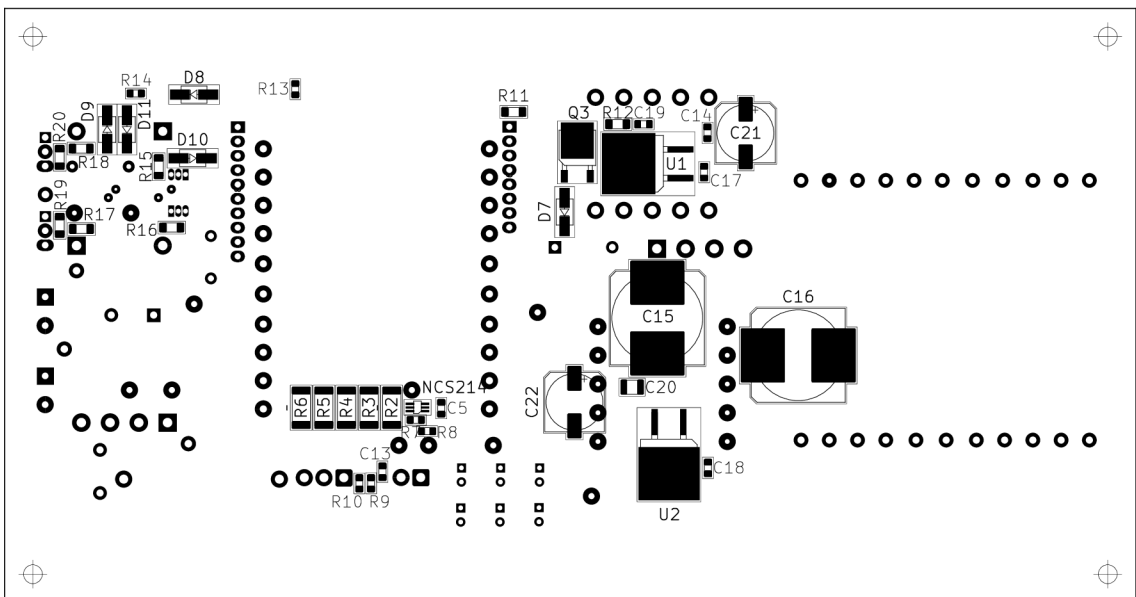 D8
R14
R13
D9
D11
R11
Q3
R12
C19
C14
C21
R20
R18
R15
D10
U1
C17
R19
R17
R16
D7
C15
C16
NCS214
C20
C22
R6
R5
R4
R3
R2
C5
R7
R8
C13
R10
R9
C18
U2